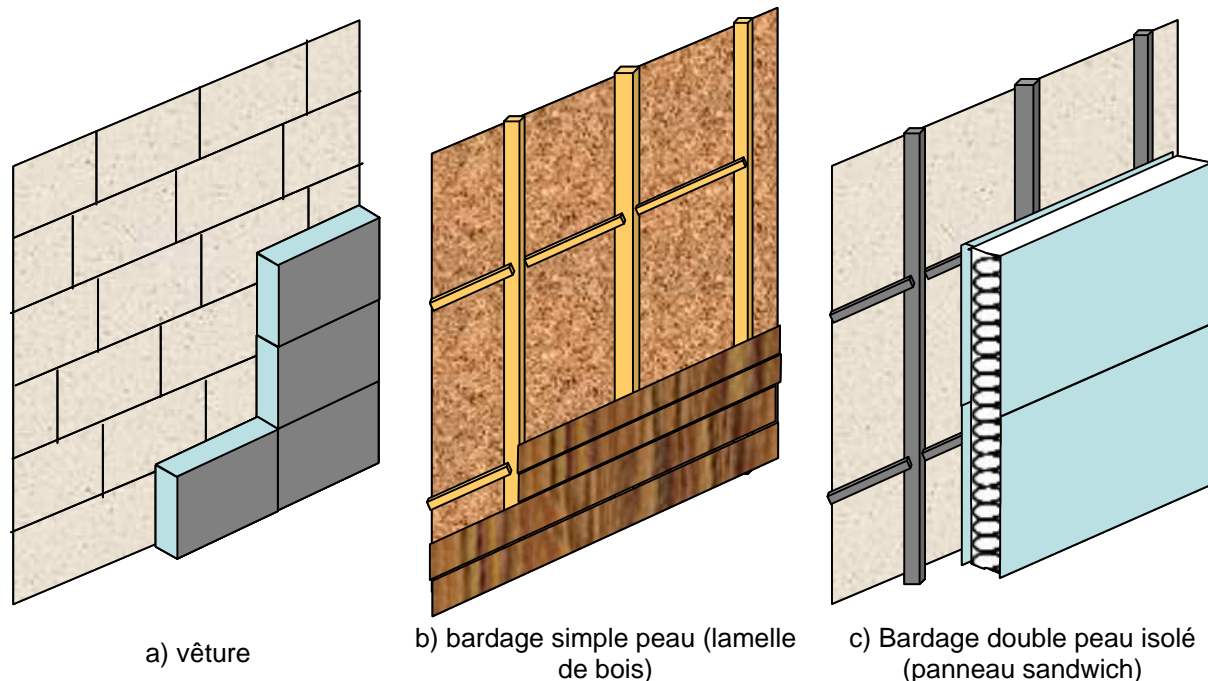 a) vêture
b) bardage simple peau (lamelle
de bois)
c) Bardage double peau isolé
(panneau sandwich)